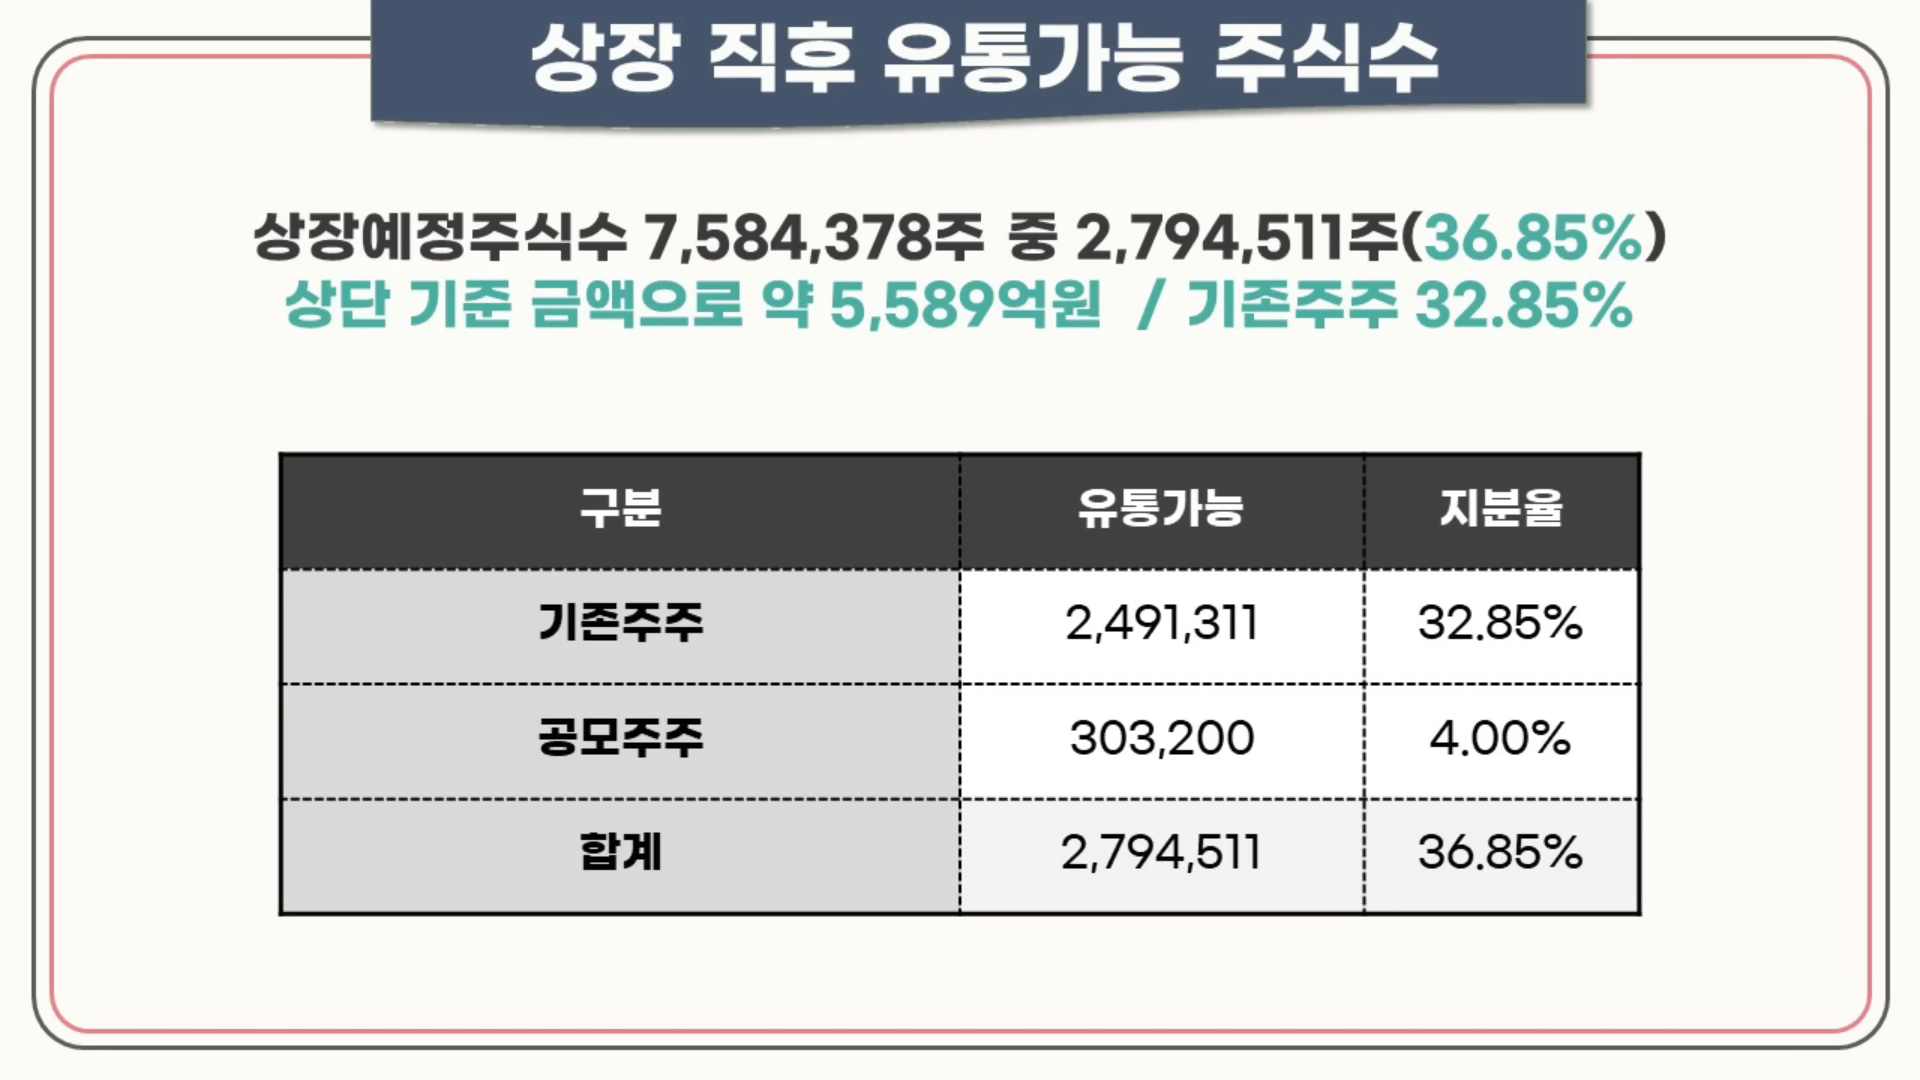 상장 직후 유통가능 주식수
상장예정주식수 7,584,378주 중 2,794,511주(36.85%)
상단 기준 금액으로 약 5,589억원 / 기존주주 32.85%
구분 유통가능 지분율
기존주주 2,491,311 32.85%
공모주주 303,200 4.00%
합계 2,794,511 36.85%